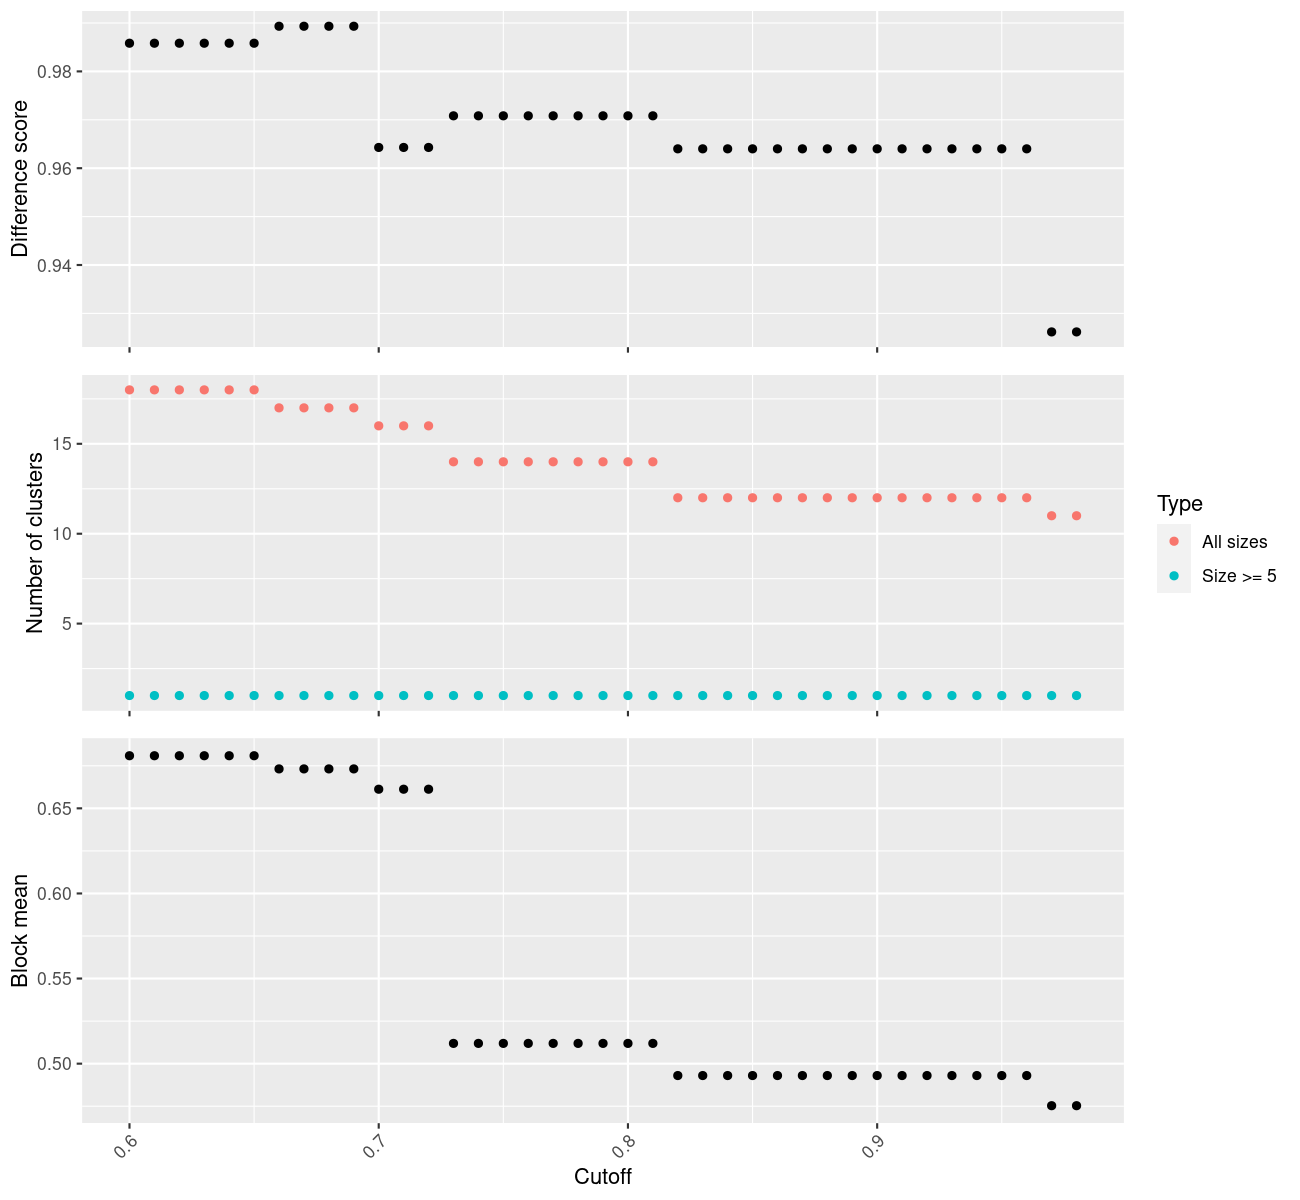 0.98
0.96
0.94
Difference score
15
10
5
Number of clusters
Type
All sizes
Size >= 5
0.65
0.60
0.55
0.50
Block mean
0.6
0.7
0.8
0.9
Cutoff